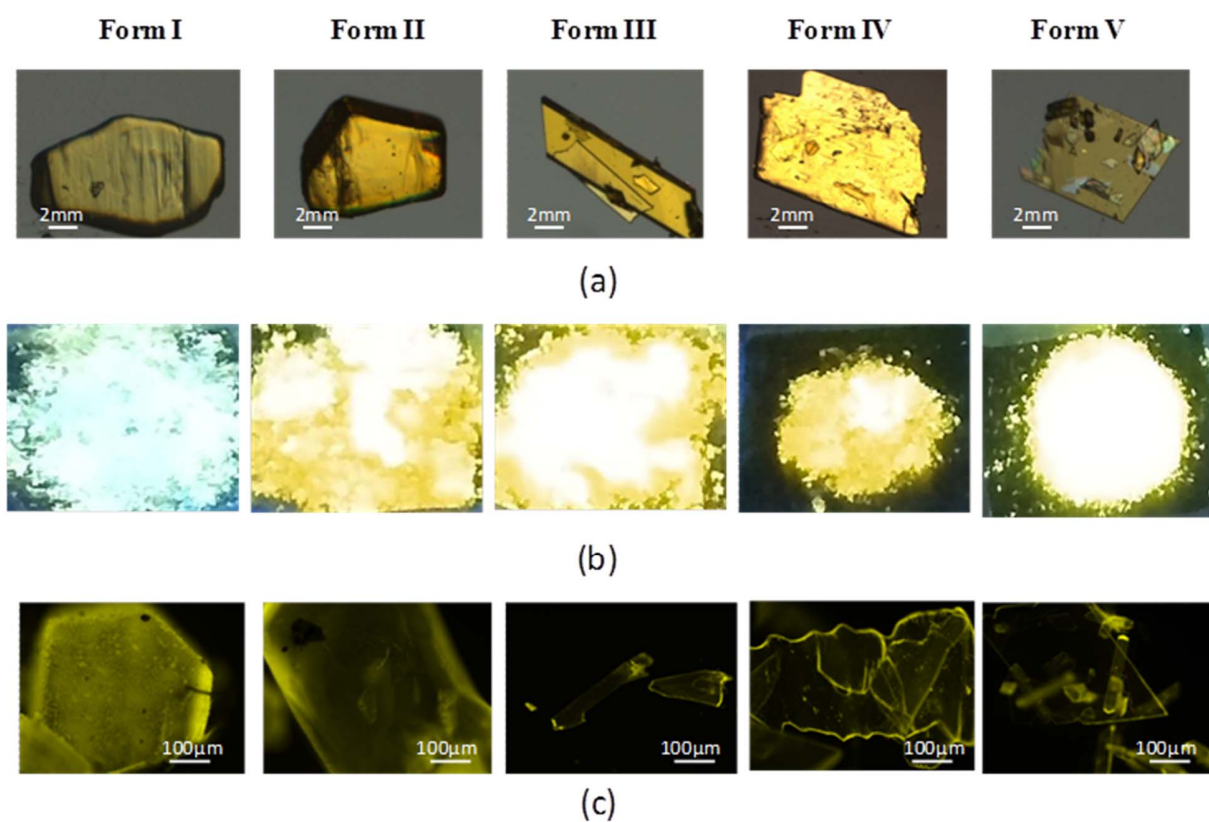 Form I Form II Form III Form IV Form V
2mm 2mm 2mm 2mm 2mm
(a)
(b)
100μm 100μm 100μm 100μm 100μm
(c)